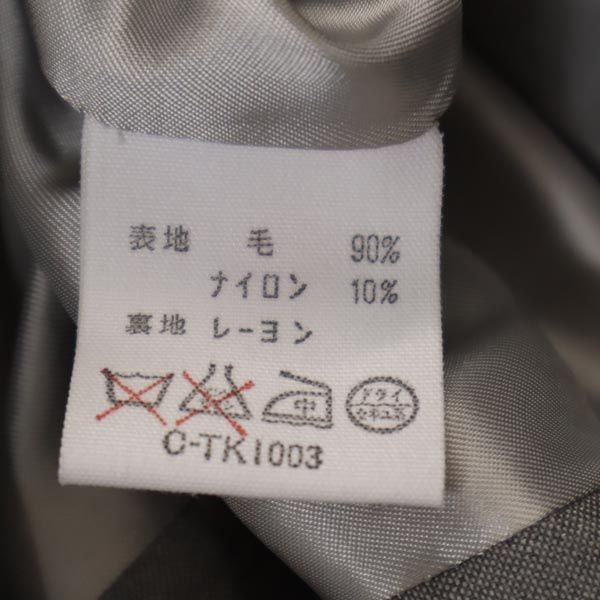 表地 毛 90%
ナイロン 10%
裏地 レーヨン
中 ドライ
C-TK1003